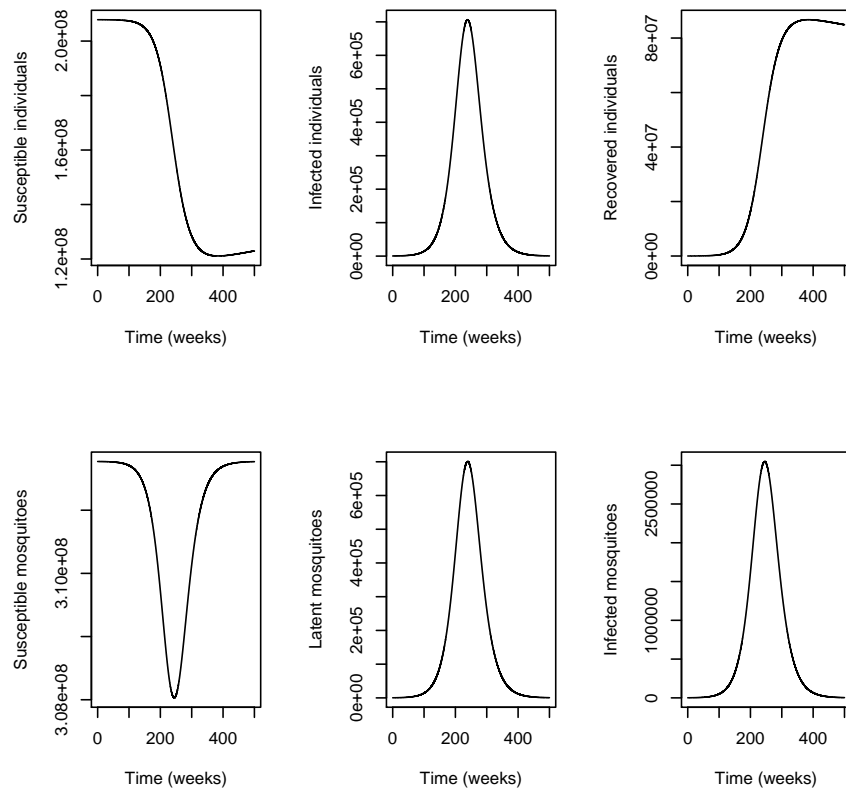 2.0e+08
1.6e+08
1.2e+08
Susceptible individuals
0 200 400
Time (weeks)
6e+05
4e+05
2e+05
0e+00
Infected individuals
0 200 400
Time (weeks)
8e+07
4e+07
0e+00
Recovered individuals
0 200 400
Time (weeks)
3.10e+08
3.08e+08
Susceptible mosquitoes
0 200 400
Time (weeks)
6e+05
4e+05
2e+05
0e+00
Latent mosquitoes
0 200 400
Time (weeks)
2500000
1000000
0
Infected mosquitoes
0 200 400
Time (weeks)